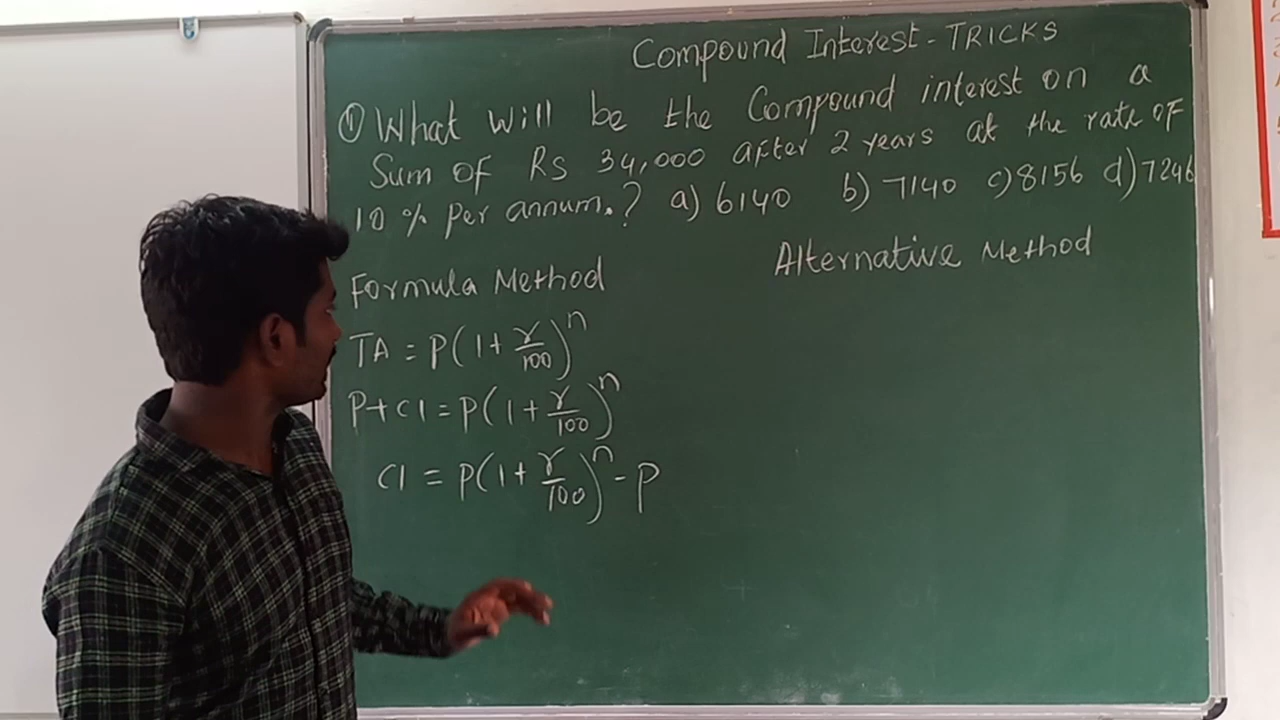 Compound Interest - TRICKS
① What will be the Compound interest on a
Sum of Rs 34,000 after 2 years at the rate of
10 % per annum.? a) 6140 b) 7140 c) 8156 d) 7246
Formula Method
Alternative Method
TA = P(1+r/100)^n
P+CI = P(1+r/100)^n
CI = P(1+r/100)^n - P